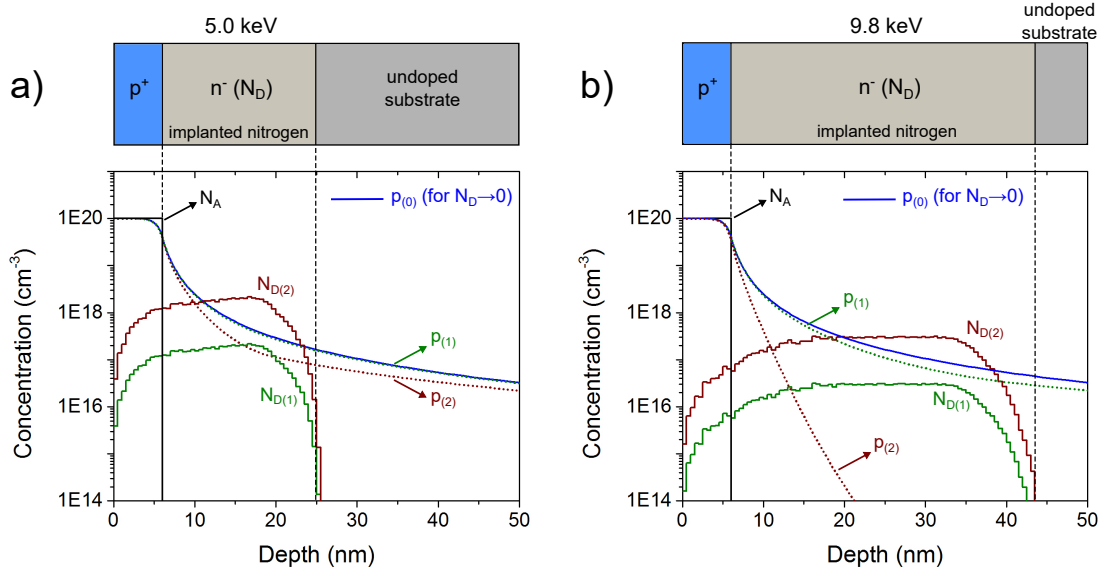 a)
5.0 keV
p+
n- (ND)
implanted nitrogen
undoped
substrate
NA
p(0) (for ND→0)
ND(2)
ND(1)
p(1)
p(2)
Concentration (cm-3)
1E20
1E18
1E16
1E14
0 10 20 30 40 50
Depth (nm)
b)
9.8 keV
undoped
substrate
p+
n- (ND)
implanted nitrogen
NA
p(0) (for ND→0)
p(1)
ND(2)
ND(1)
p(2)
Concentration (cm-3)
1E20
1E18
1E16
1E14
0 10 20 30 40 50
Depth (nm)